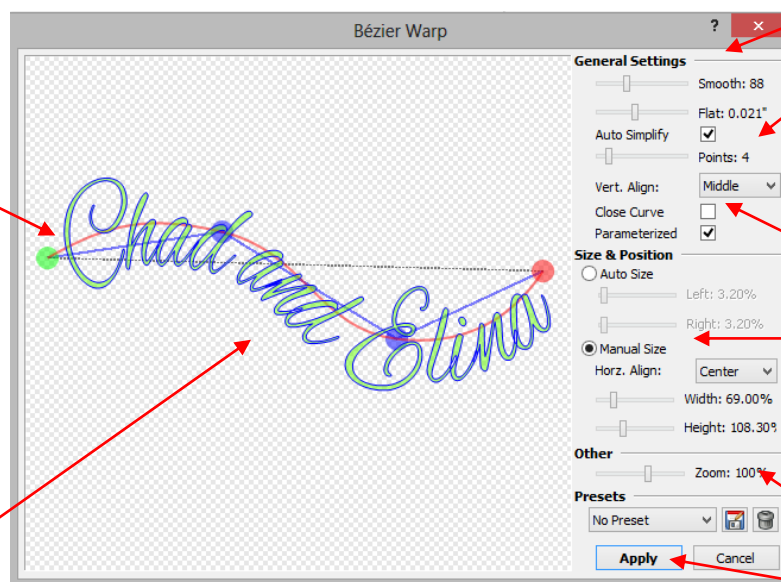 Bézier Warp
?
General Settings
Smooth: 88
Flat: 0.021"
Auto Simplify
Points: 4
Vert. Align: Middle
Close Curve
Parameterized
Size & Position
Auto Size
Left: 3.20%
Right: 3.20%
Manual Size
Horz. Align: Center
Width: 69.00%
Height: 108.30%
Other
Zoom: 100%
Presets
No Preset
Apply Cancel
Chad and Elina